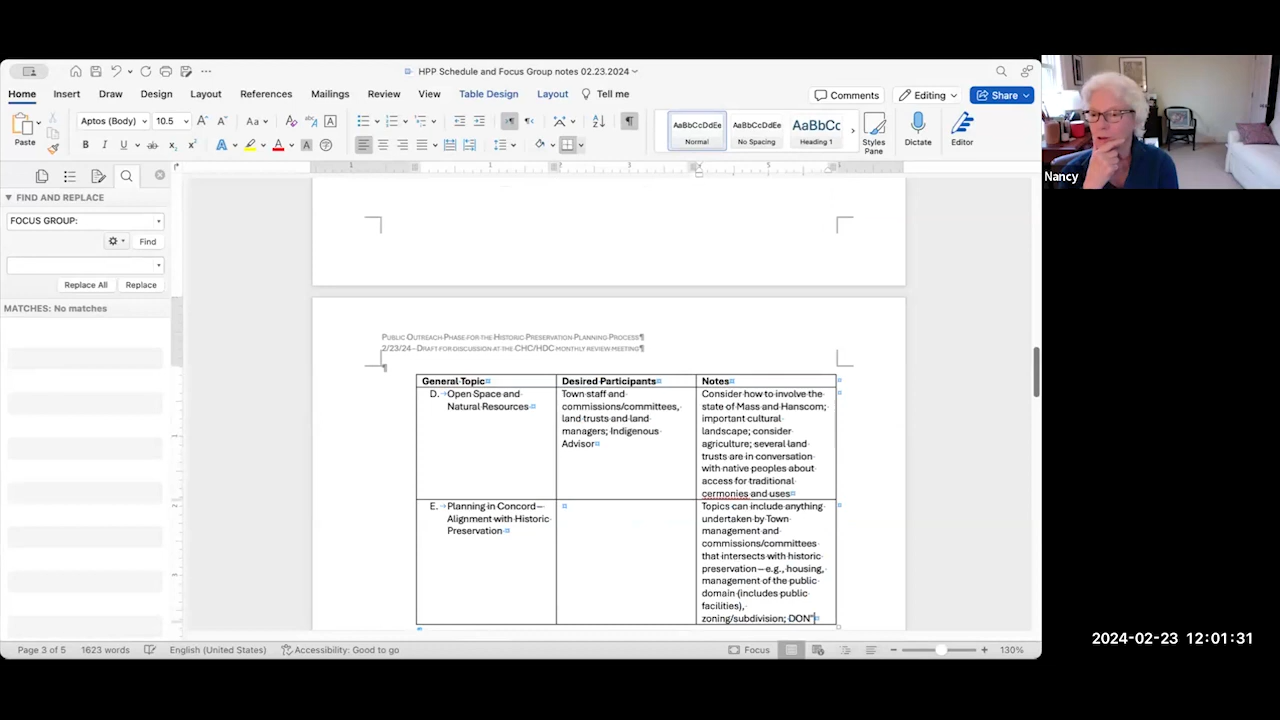 HPP Schedule and Focus Group notes 02.23.2024
Home Insert Draw Design Layout References Mailings Review View Table Design Layout Tell me
Comments Editing Share
Paste
Aptos (Body) 10.5 Aa
AaBbCcDdEe AaBbCcDdEe AaBbCc
Normal No Spacing Heading 1
Styles Pane
Dictate
Editor
Nancy
FIND AND REPLACE
FOCUS GROUP:
Find
Replace All Replace
MATCHES: No matches
Public Outreach Phase for the Historic Preservation Planning Process¶
2/23/24–Draft for discussion at the CHC/HDC monthly review meeting¶
General Topic Desired Participants Notes
D. Open Space and
Natural Resources
Town staff and
commissions/committees,
land trusts and land
managers; Indigenous
Advisor
Consider how to involve the
state of Mass and Hanscom;
important cultural
landscape; consider
agriculture; several land
trusts are in conversation
with native peoples about
access for traditional
cermonies and uses
E. Planning in Concord –
Alignment with Historic
Preservation
Topics can include anything
undertaken by Town
management and
commissions/committees
that intersects with historic
preservation – e.g., housing,
management of the public
domain (includes public
facilities),
zoning/subdivision; DON"
Page 3 of 5 1623 words English (United States) Accessibility: Good to go Focus 130%
2024-02-23 12:01:31